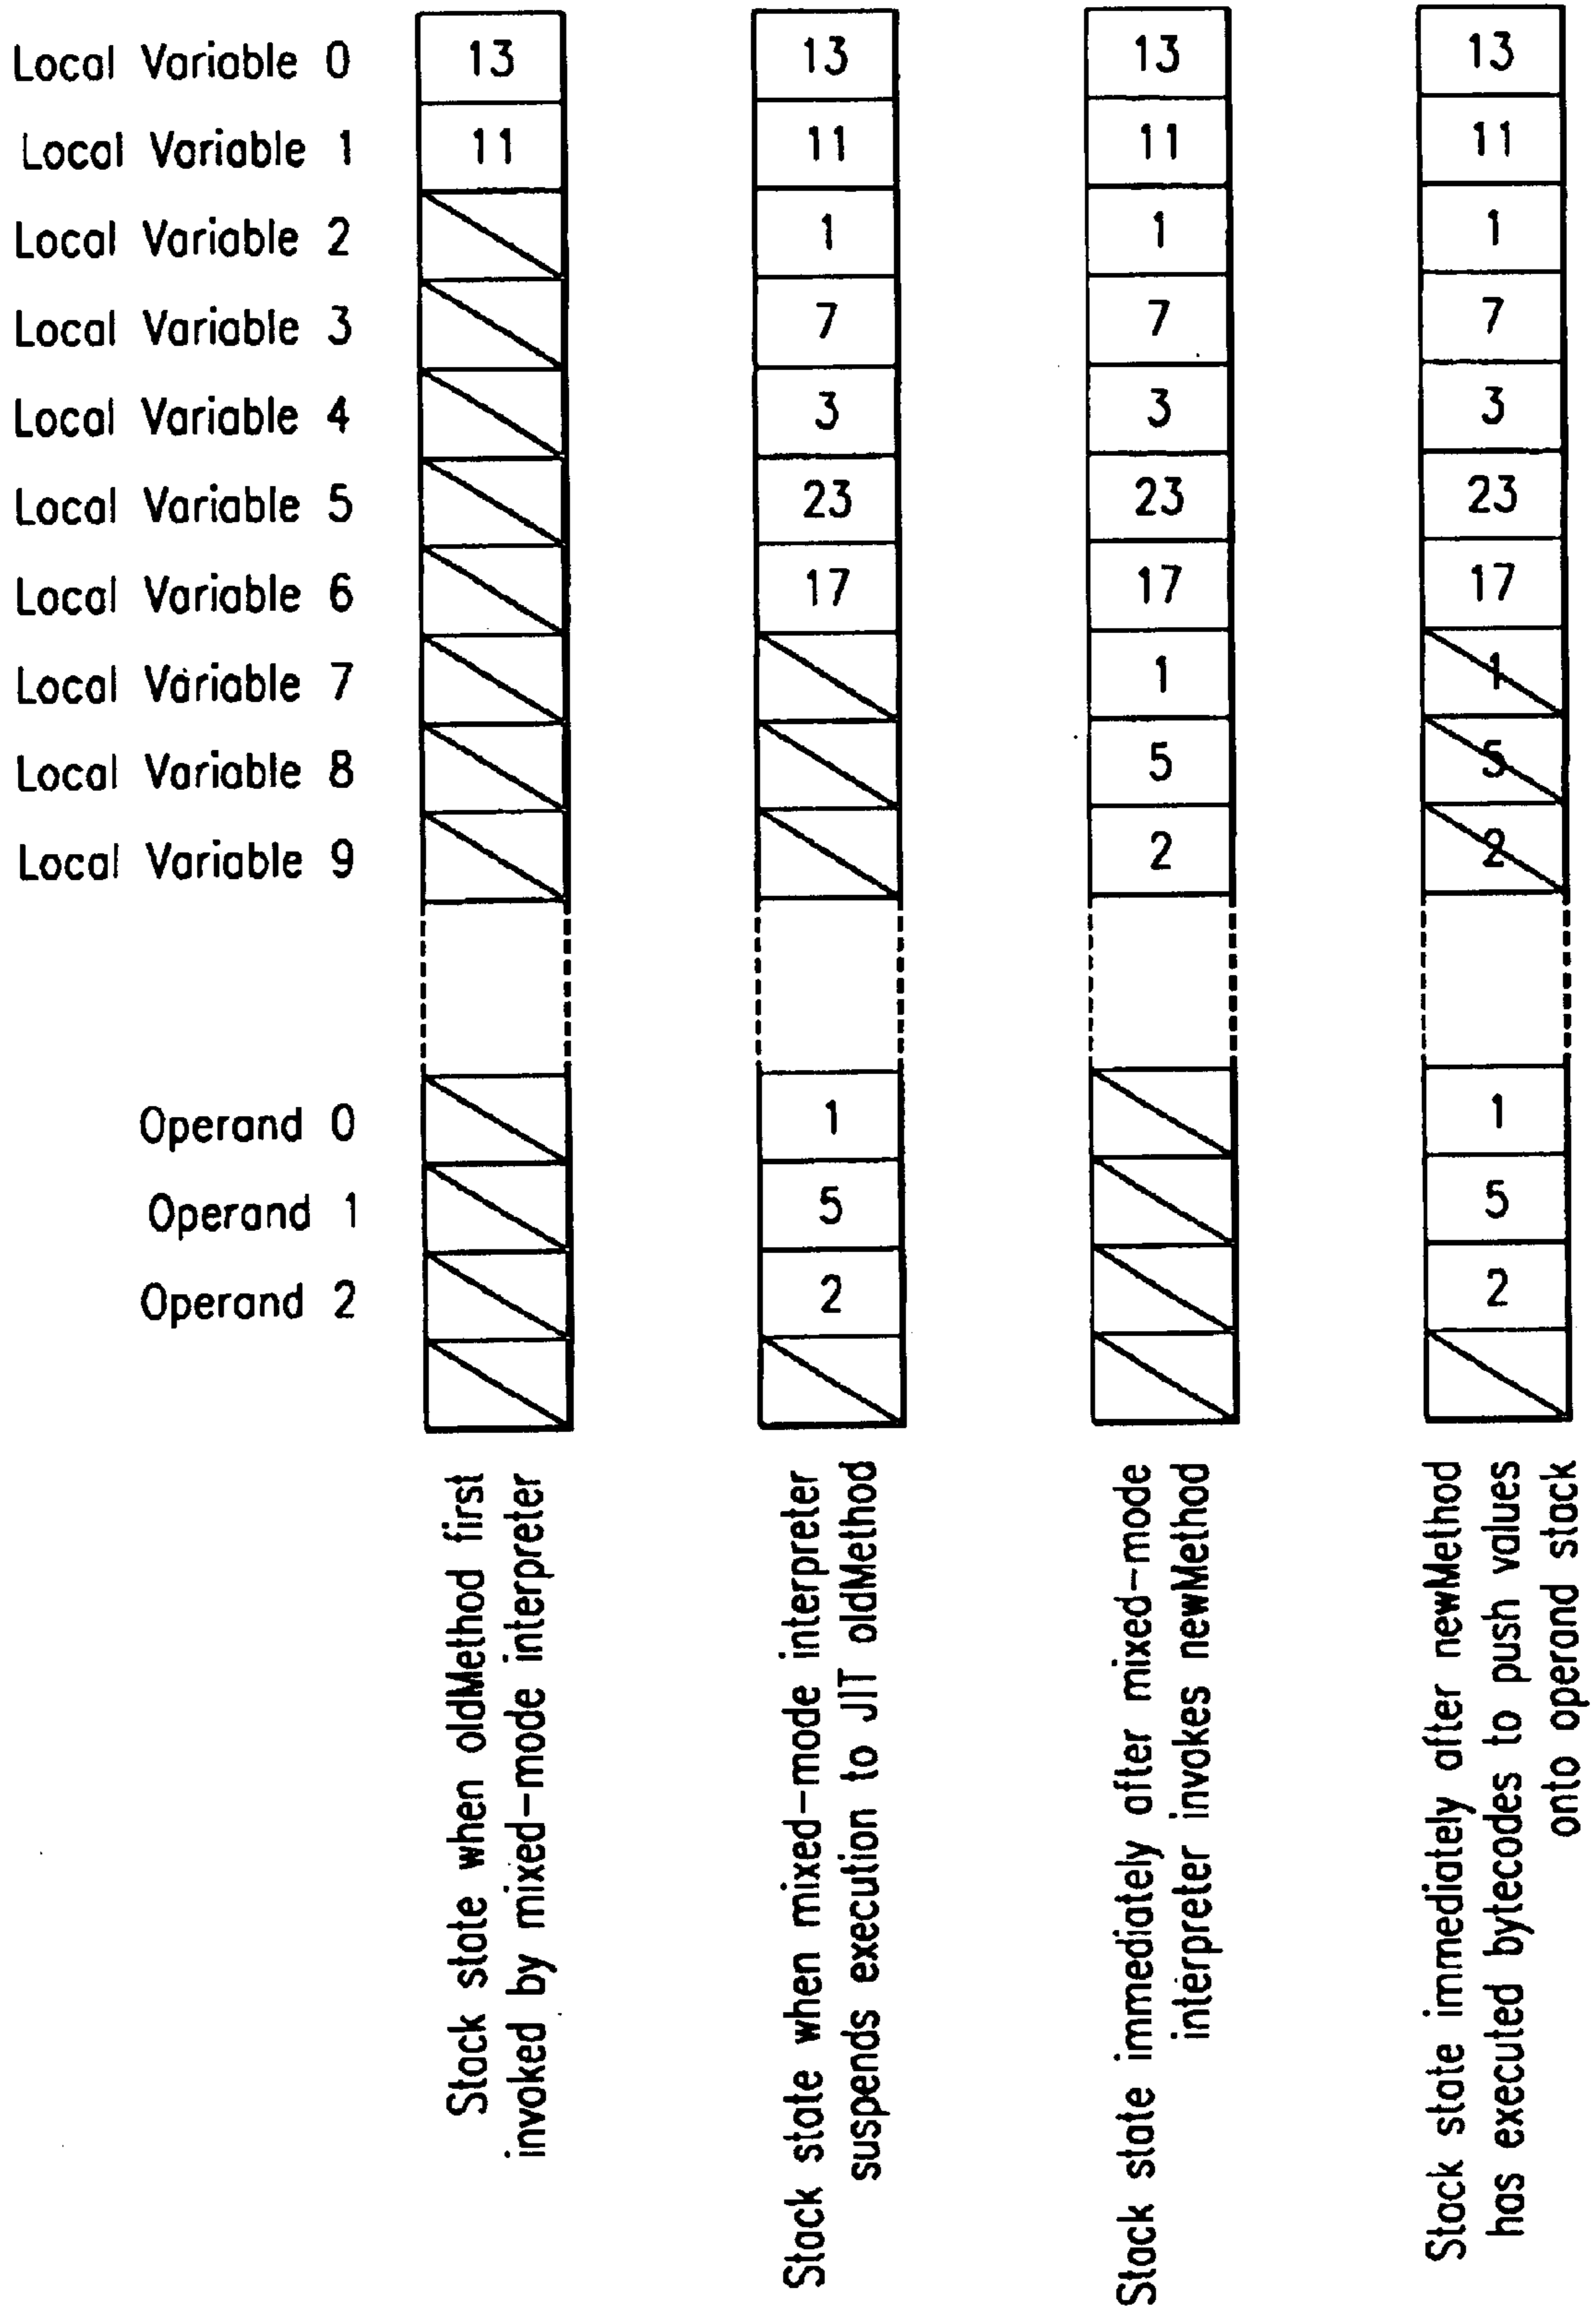 Local Variable 0 13 13 13 13
Local Variable 1 11 11 11 11
Local Variable 2 1 1 1
Local Variable 3 7 7 7
Local Variable 4 3 3 3
Local Variable 5 23 23 23
Local Variable 6 17 17 17
Local Variable 7 1 1
Local Variable 8 5 5
Local Variable 9 2 2
Operand 0 1 1
Operand 1 5 5
Operand 2 2 2
Stack state when oldMethod first
invoked by mixed-mode interpreter
Stack state when mixed-mode interpreter
suspends execution to JIT oldMethod
Stack state immediately after mixed-mode
interpreter invokes newMethod
Stack state immediately after newMethod
has executed bytecodes to push values
onto operand stack